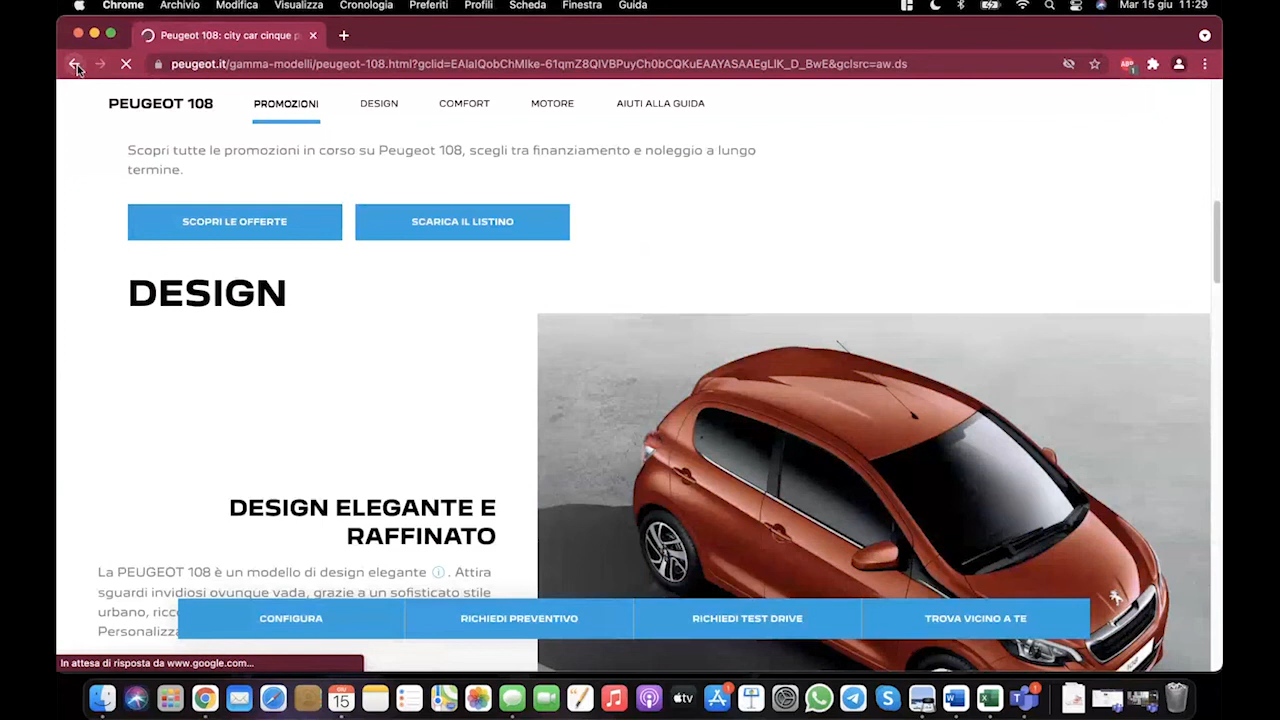 Chrome Archivio Modifica Visualizza Cronologia Preferiti Profili Scheda Finestra Guida Mar 15 giu 11:29
Peugeot 108: city car cinque p
peugeot.it/gamma-modelli/peugeot-108.html?gclid=EAIaIQobChMIke-61qmZ8QIVBPuyCh0bCQKuEAAYASAAEgLIK_D_BwE&gclsrc=aw.ds
PEUGEOT 108 PROMOZIONI DESIGN COMFORT MOTORE AIUTI ALLA GUIDA
Scopri tutte le promozioni in corso su Peugeot 108, scegli tra finanziamento e noleggio a lungo
termine.
SCOPRI LE OFFERTE SCARICA IL LISTINO
DESIGN
DESIGN ELEGANTE E
RAFFINATO
La PEUGEOT 108 è un modello di design elegante ⓘ. Attira
sguardi invidiosi ovunque vada, grazie a un sofisticato stile
urbano, ricc
Personalizza
CONFIGURA RICHIEDI PREVENTIVO RICHIEDI TEST DRIVE TROVA VICINO A TE
In attesa di risposta da www.google.com...
GIU
15
tv